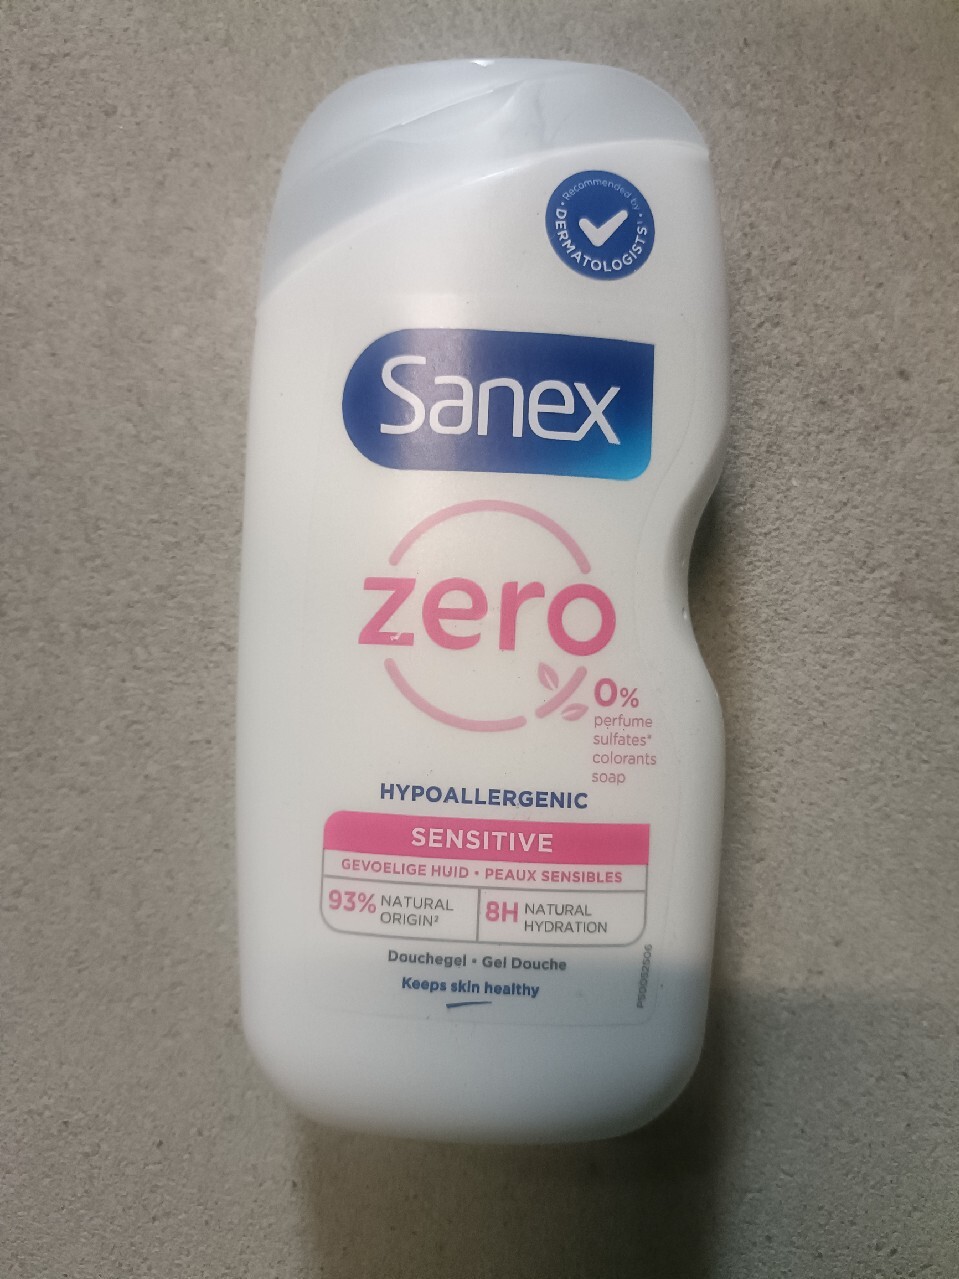 Recommended by
DERMATOLOGISTS¹
Sanex
zero
0%
perfume
sulfates*
colorants
soap
HYPOALLERGENIC
SENSITIVE
GEVOELIGE HUID • PEAUX SENSIBLES
93% NATURAL
ORIGIN²
8H NATURAL
HYDRATION
Douchegel • Gel Douche
Keeps skin healthy